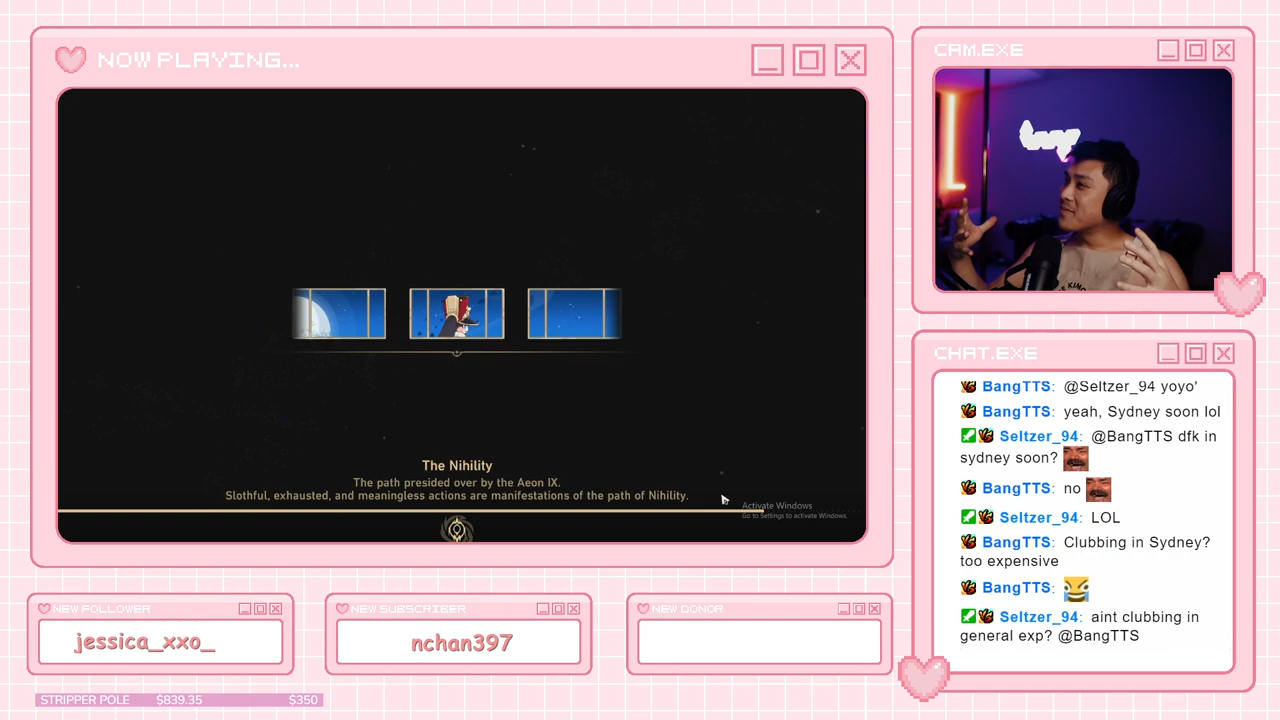 NOW PLAYING...
The Nihility
The path presided over by the Aeon IX.
Slothful, exhausted, and meaningless actions are manifestations of the path of Nihility.
Activate Windows
Go to Settings to activate Windows.
CAM.EXE
CHAT.EXE
BangTTS: @Seltzer_94 yoyo'
BangTTS: yeah, Sydney soon lol
Seltzer_94: @BangTTS dfk in
sydney soon?
BangTTS: no
Seltzer_94: LOL
BangTTS: Clubbing in Sydney?
too expensive
BangTTS:
Seltzer_94: aint clubbing in
general exp? @BangTTS
NEW FOLLOWER
jessica_xxo_
NEW SUBSCRIBER
nchan397
NEW DONOR
STRIPPER POLE $839.35 $350